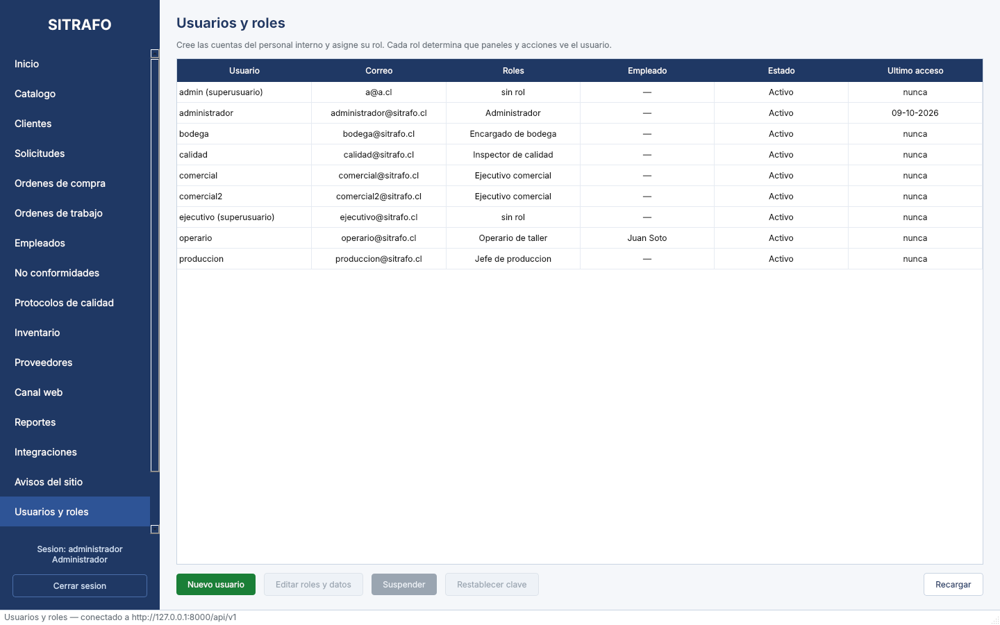 SITRAFO
Inicio
Catalogo
Clientes
Solicitudes
Ordenes de compra
Ordenes de trabajo
Empleados
No conformidades
Protocolos de calidad
Inventario
Proveedores
Canal web
Reportes
Integraciones
Avisos del sitio
Usuarios y roles
Sesion: administrador
Administrador
Cerrar sesion
Usuarios y roles
Cree las cuentas del personal interno y asigne su rol. Cada rol determina que paneles y acciones ve el usuario.
Usuario Correo Roles Empleado Estado Ultimo acceso
admin (superusuario) a@a.cl sin rol — Activo nunca
administrador administrador@sitrafo.cl Administrador — Activo 09-10-2026
bodega bodega@sitrafo.cl Encargado de bodega — Activo nunca
calidad calidad@sitrafo.cl Inspector de calidad — Activo nunca
comercial comercial@sitrafo.cl Ejecutivo comercial — Activo nunca
comercial2 comercial2@sitrafo.cl Ejecutivo comercial — Activo nunca
ejecutivo (superusuario) ejecutivo@sitrafo.cl sin rol — Activo nunca
operario operario@sitrafo.cl Operario de taller Juan Soto Activo nunca
produccion produccion@sitrafo.cl Jefe de produccion — Activo nunca
Nuevo usuario Editar roles y datos Suspender Restablecer clave Recargar
Usuarios y roles — conectado a http://127.0.0.1:8000/api/v1